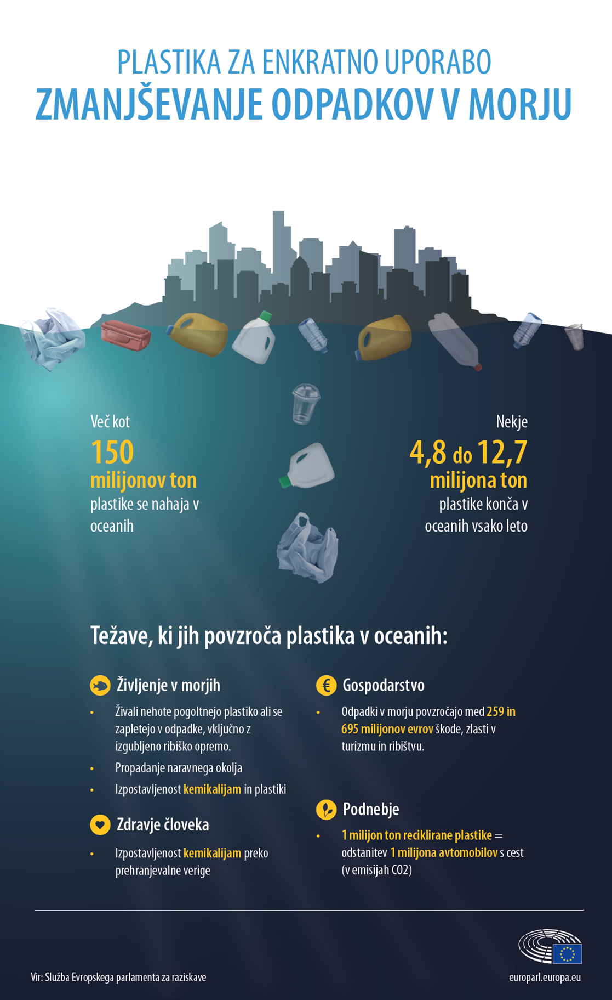 PLASTIKA ZA ENKRATNO UPORABO
ZMANJŠEVANJE ODPADKOV V MORJU
Več kot
150
milijonov ton
plastike se nahaja v
oceanih
Nekje
4,8 do 12,7
milijona ton
plastike konča v
oceanih vsako leto
Težave, ki jih povzroča plastika v oceanih:
Življenje v morjih
• Živali nehote pogoltnejo plastiko ali se
zapletejo v odpadke, vključno z
izgubljeno ribiško opremo.
• Propadanje naravnega okolja
• Izpostavljenost kemikalijam in plastiki
Zdravje človeka
• Izpostavljenost kemikalijam preko
prehranjevalne verige
€ Gospodarstvo
• Odpadki v morju povzročajo med 259 in
695 milijonov evrov škode, zlasti v
turizmu in ribištvu.
Podnebje
• 1 milijon ton reciklirane plastike =
odstanitev 1 milijona avtomobilov s cest
(v emisijah CO2)
Vir: Služba Evropskega parlamenta za raziskave
europarl.europa.eu